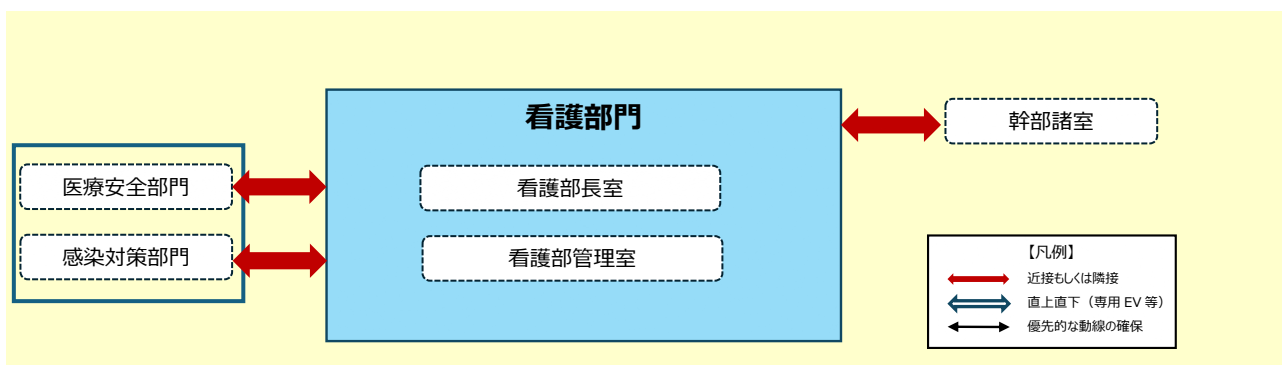 看護部門
幹部諸室
医療安全部門
看護部長室
感染対策部門
看護部管理室
【凡例】
近接もしくは隣接
直上直下（専用 EV 等）
優先的な動線の確保